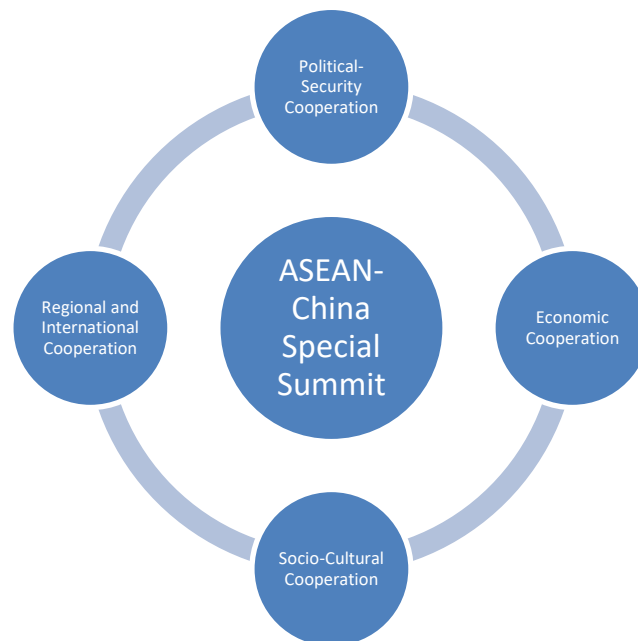 Political-
Security
Cooperation
ASEAN-
China
Special
Summit
Regional and
International
Cooperation
Economic
Cooperation
Socio-Cultural
Cooperation